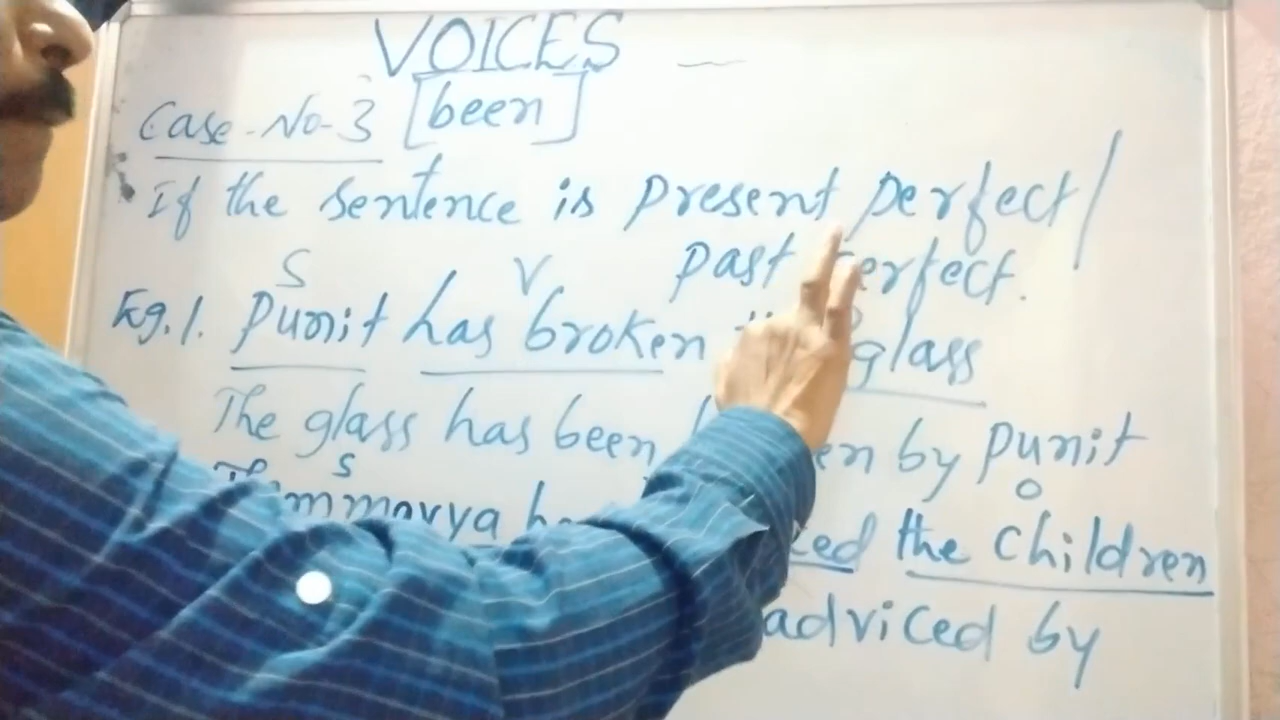 VOICES
Case-No-3 [been]
If the sentence is present perfect/
past perfect.
S V
Eg.1. Punit has broken glass
The glass has been by punit
S O
the children
adviced by